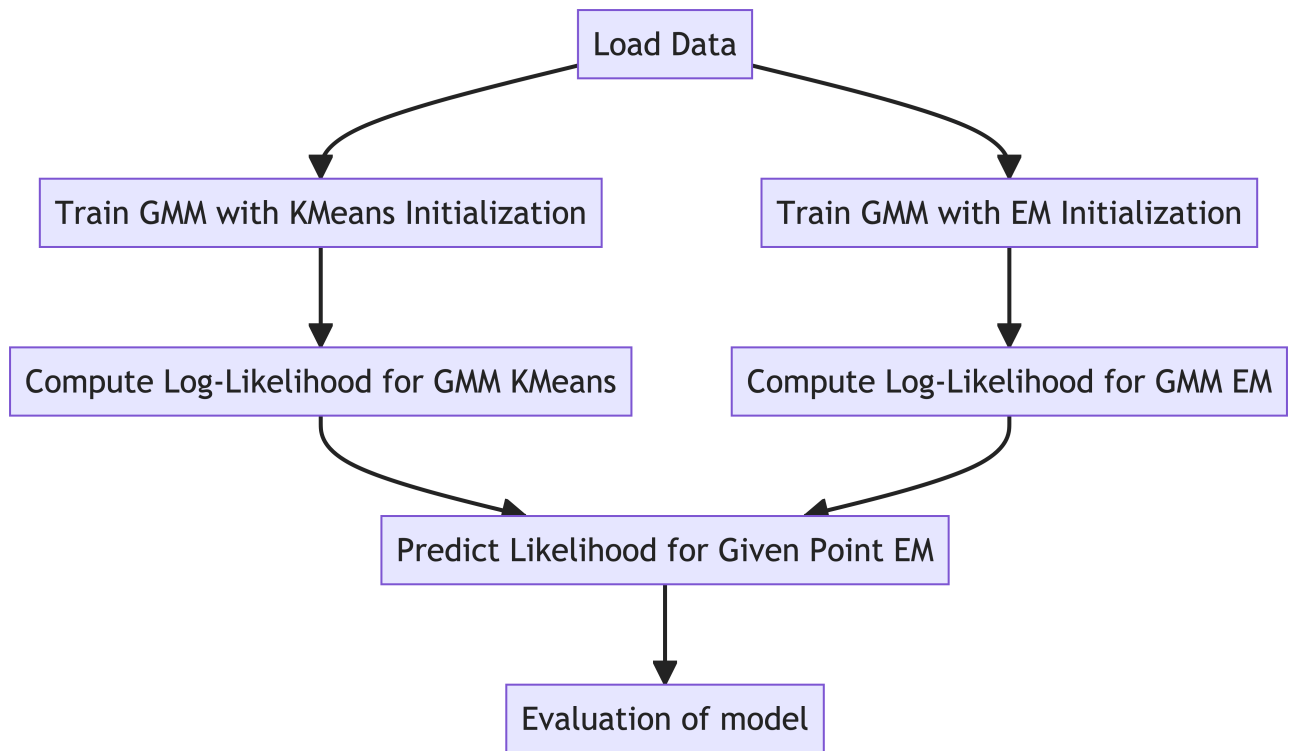 Load Data
Train GMM with KMeans Initialization
Train GMM with EM Initialization
Compute Log-Likelihood for GMM KMeans
Compute Log-Likelihood for GMM EM
Predict Likelihood for Given Point EM
Evaluation of model